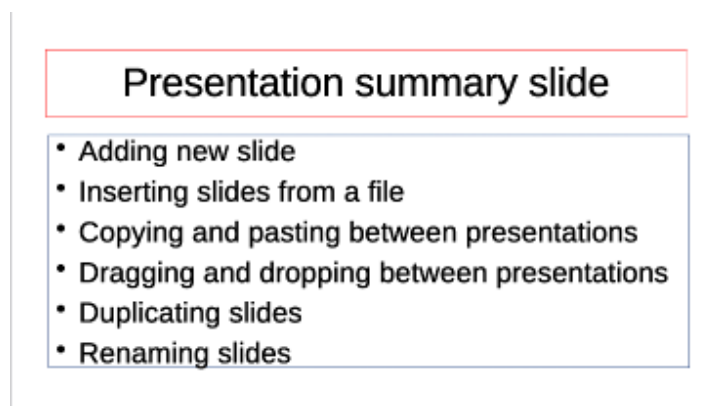 Presentation summary slide
• Adding new slide
• Inserting slides from a file
• Copying and pasting between presentations
• Dragging and dropping between presentations
• Duplicating slides
• Renaming slides